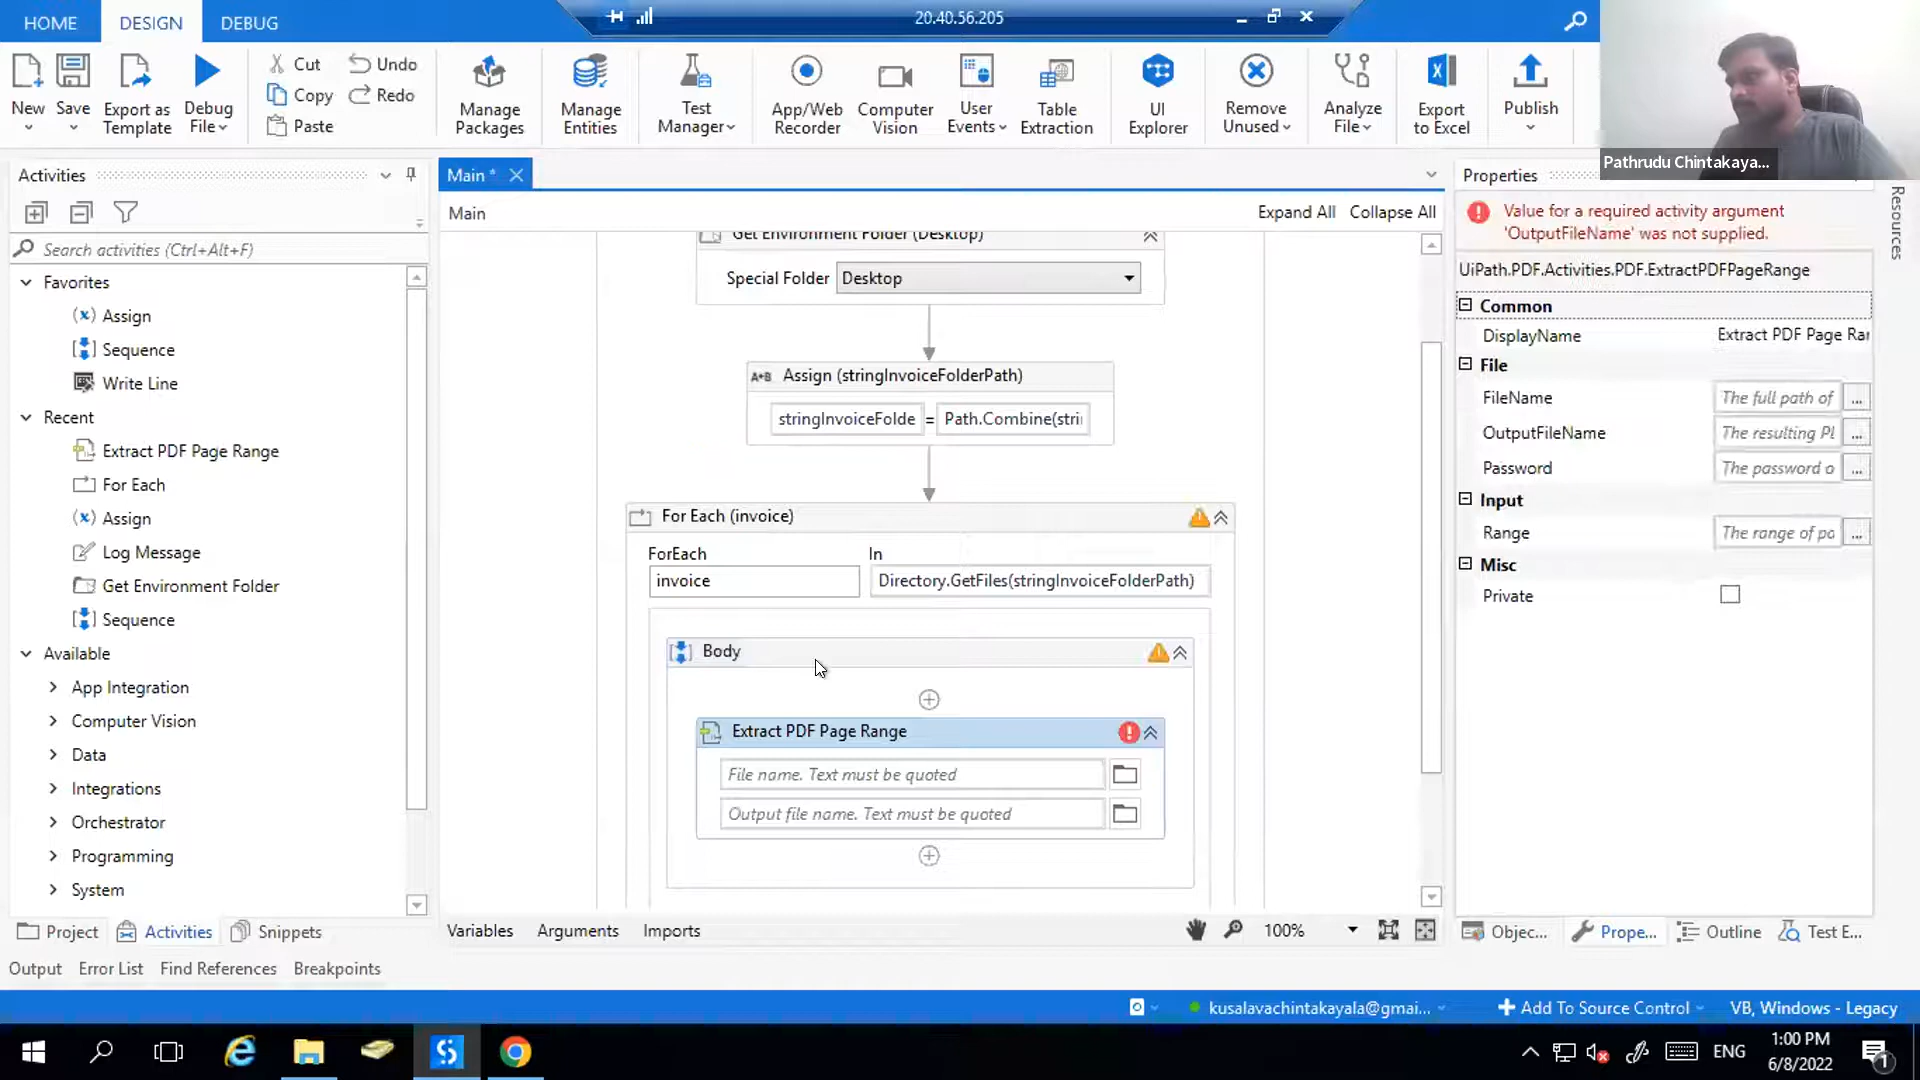 HOME
DESIGN
DEBUG
20.40.56.205
New
Save
Export as
Template
Debug
File
Cut
Copy
Paste
Undo
Redo
Manage
Packages
Manage
Entities
Test
Manager
App/Web
Recorder
Computer
Vision
User
Events
Table
Extraction
UI
Explorer
Remove
Unused
Analyze
File
Export
to Excel
Publish
Pathrudu Chintakaya...
Activities
Search activities (Ctrl+Alt+F)
Favorites
Assign
Sequence
Write Line
Recent
Extract PDF Page Range
For Each
Assign
Log Message
Get Environment Folder
Sequence
Available
App Integration
Computer Vision
Data
Integrations
Orchestrator
Programming
System
Project
Activities
Snippets
Main *
Main
Expand All
Collapse All
Get Environment Folder (Desktop)
Special Folder
Desktop
A+B Assign (stringInvoiceFolderPath)
stringInvoiceFolde = Path.Combine(stri
For Each (invoice)
ForEach
In
invoice
Directory.GetFiles(stringInvoiceFolderPath)
Body
Extract PDF Page Range
File name. Text must be quoted
Output file name. Text must be quoted
Variables
Arguments
Imports
100%
Properties
Resources
Value for a required activity argument
'OutputFileName' was not supplied.
UiPath.PDF.Activities.PDF.ExtractPDFPageRange
Common
DisplayName
Extract PDF Page Rar
File
FileName
The full path of
...
OutputFileName
The resulting PL
...
Password
The password o
...
Input
Range
The range of pa
...
Misc
Private
Objec...
Prope...
Outline
Test E...
Output
Error List
Find References
Breakpoints
kusalavachintakayala@gmai...
Add To Source Control
VB, Windows - Legacy
ENG
1:00 PM
6/8/2022
1